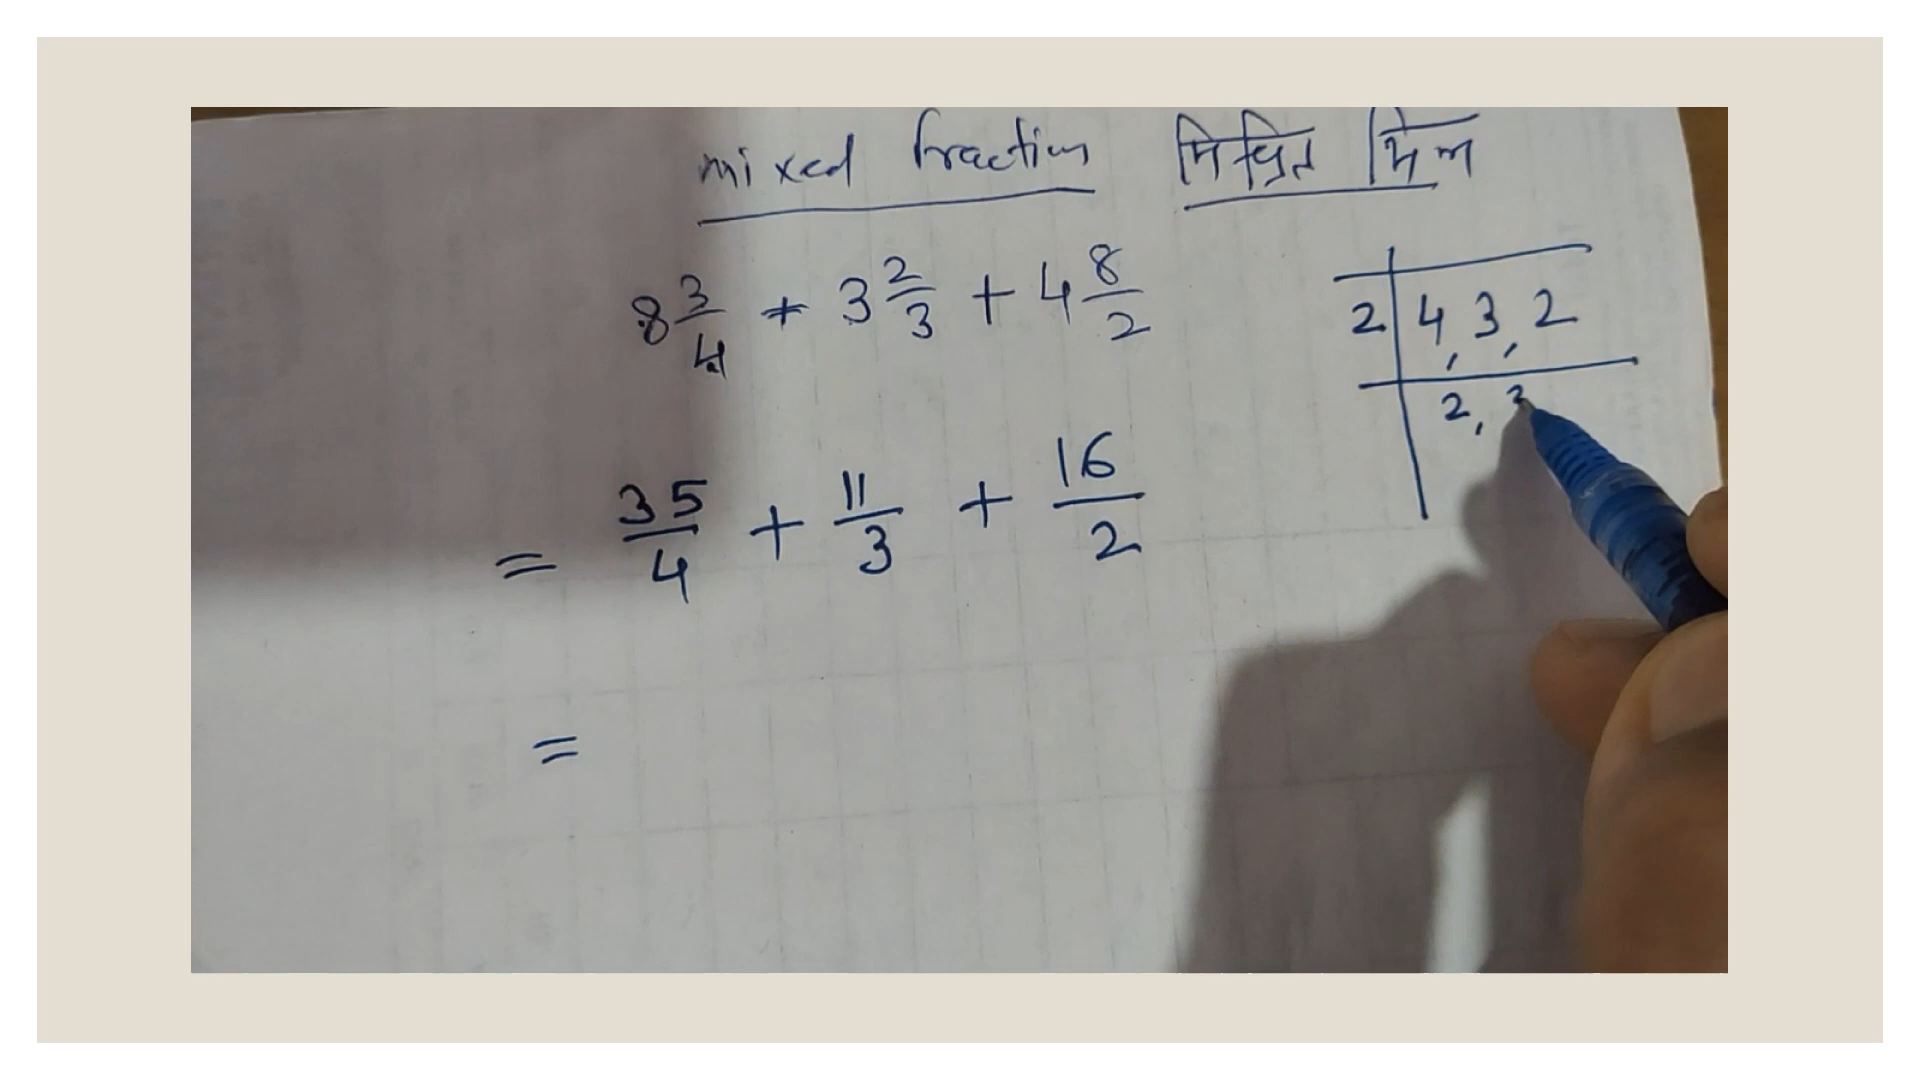 mixed fraction मिश्रित भिन्न
8 3/4 + 3 2/3 + 4 8/2
2 | 4, 3, 2
2, 3
= 35/4 + 11/3 + 16/2
=